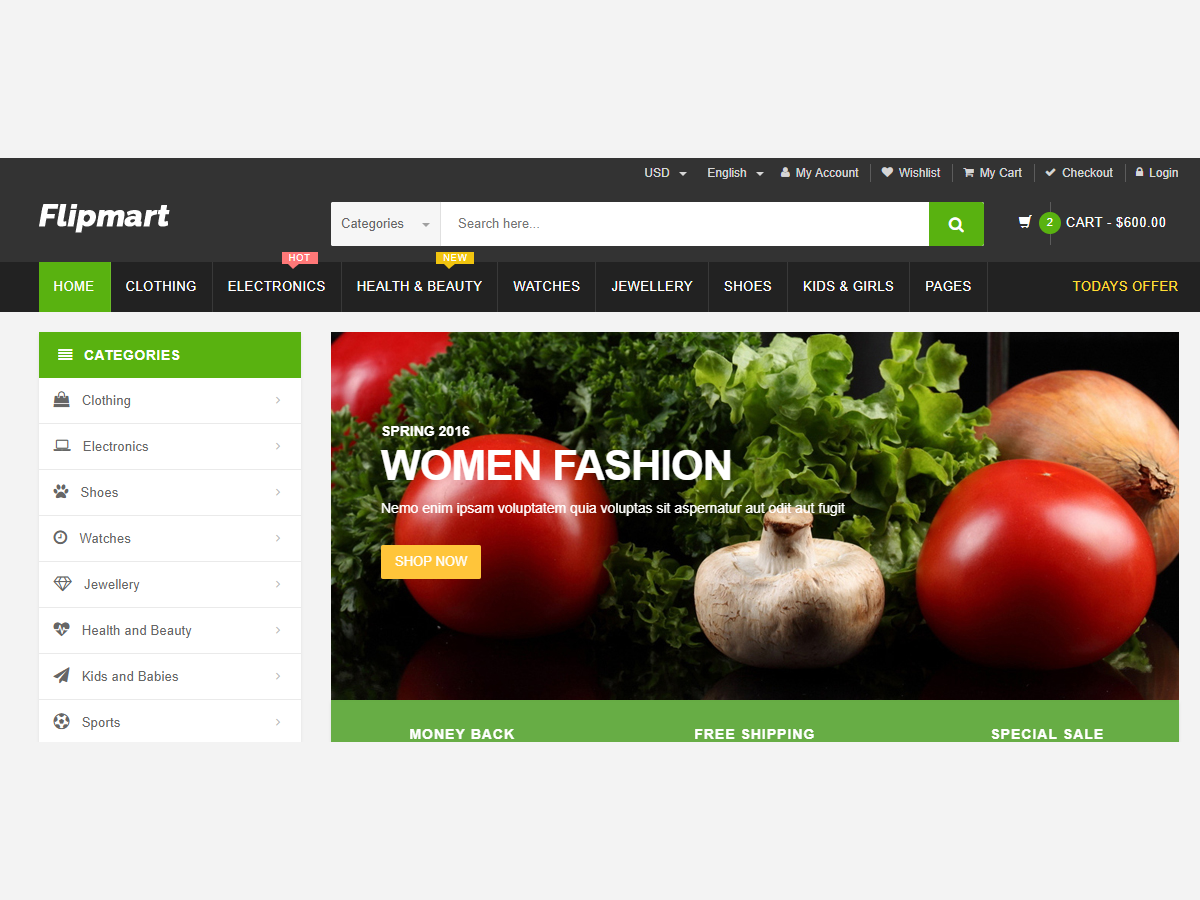 USD English My Account Wishlist My Cart Checkout Login
Flipmart
Categories Search here... 2 CART - $600.00
HOT NEW
HOME CLOTHING ELECTRONICS HEALTH & BEAUTY WATCHES JEWELLERY SHOES KIDS & GIRLS PAGES TODAYS OFFER
CATEGORIES
Clothing
Electronics
Shoes
Watches
Jewellery
Health and Beauty
Kids and Babies
Sports
SPRING 2016
WOMEN FASHION
Nemo enim ipsam voluptatem quia voluptas sit aspernatur aut odit aut fugit
SHOP NOW
MONEY BACK FREE SHIPPING SPECIAL SALE